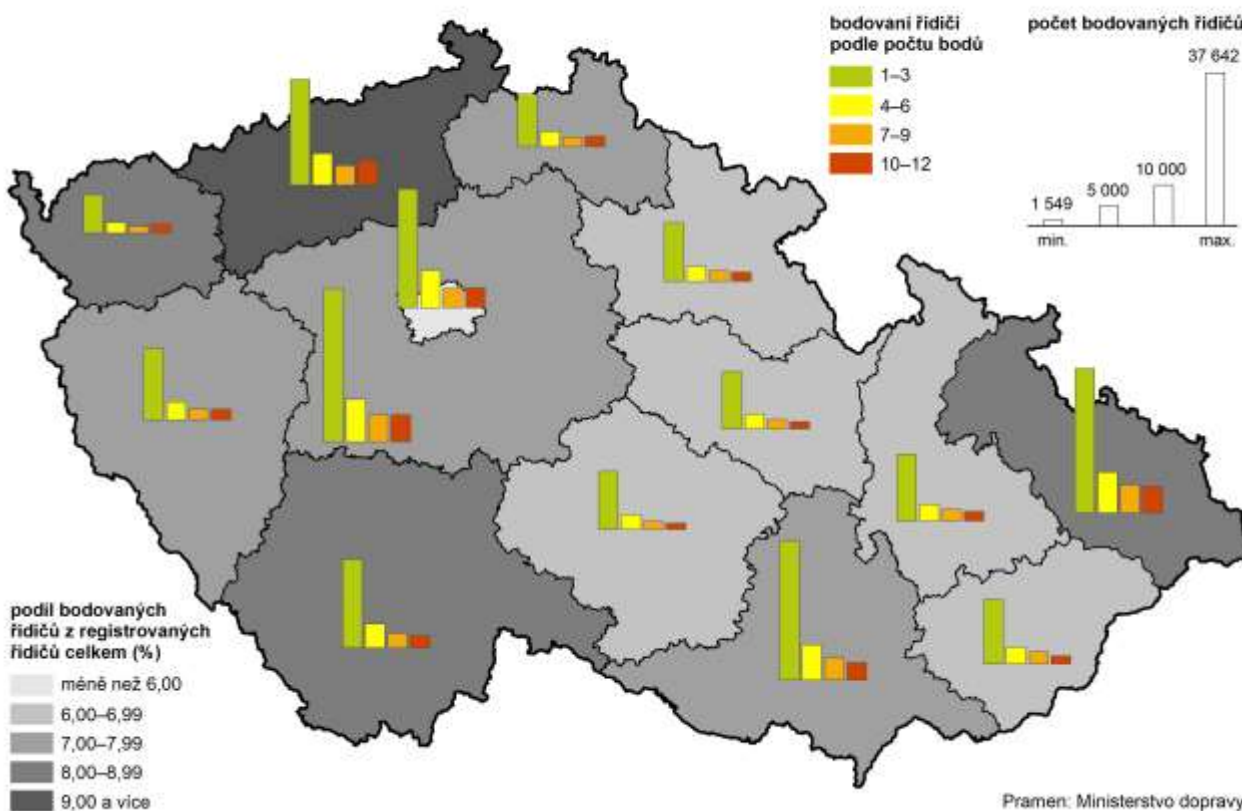 bodovaní řidiči
podle počtu bodů
1–3
4–6
7–9
10–12
počet bodovaných řidičů
37 642
10 000
5 000
1 549
min.
max.
podíl bodovaných
řidičů z registrovaných
řidičů celkem (%)
méně než 6,00
6,00–6,99
7,00–7,99
8,00–8,99
9,00 a více
Pramen: Ministerstvo dopravy